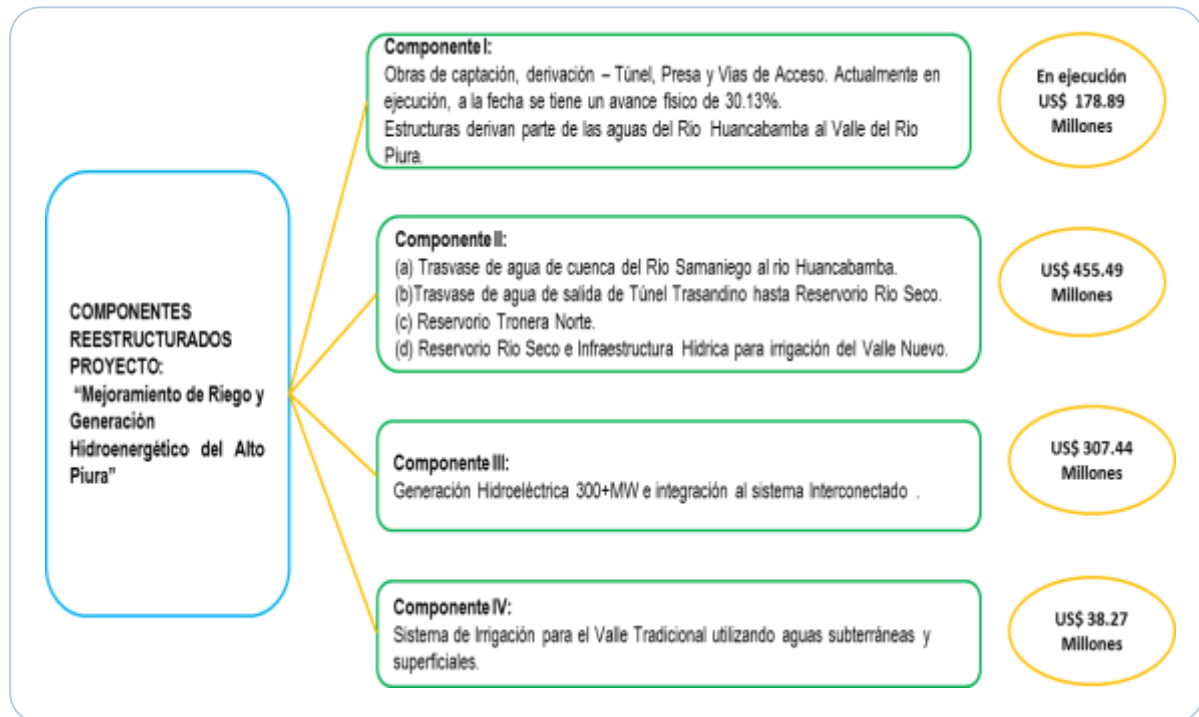 COMPONENTES
REESTRUCTURADOS
PROYECTO:
“Mejoramiento de Riego y
Generación
Hidroenergético del Alto
Piura”
Componente I:
Obras de captación, derivación – Túnel, Presa y Vias de Acceso. Actualmente en
ejecución, a la fecha se tiene un avance físico de 30.13%.
Estructuras derivan parte de las aguas del Rio Huancabamba al Valle del Rio
Piura.
En ejecución
US$ 178.89
Millones
Componente II:
(a) Trasvase de agua de cuenca del Río Samaniego al rio Huancabamba.
(b)Trasvase de agua de salida de Túnel Trasandino hasta Reservorio Río Seco.
(c) Reservorio Tronera Norte.
(d) Reservorio Río Seco e Infraestructura Hídrica para irrigación del Valle Nuevo.
US$ 455.49
Millones
Componente III:
Generación Hidroeléctrica 300+MW e integración al sistema Interconectado .
US$ 307.44
Millones
Componente IV:
Sistema de Irrigación para el Valle Tradicional utilizando aguas subterráneas y
superficiales.
US$ 38.27
Millones